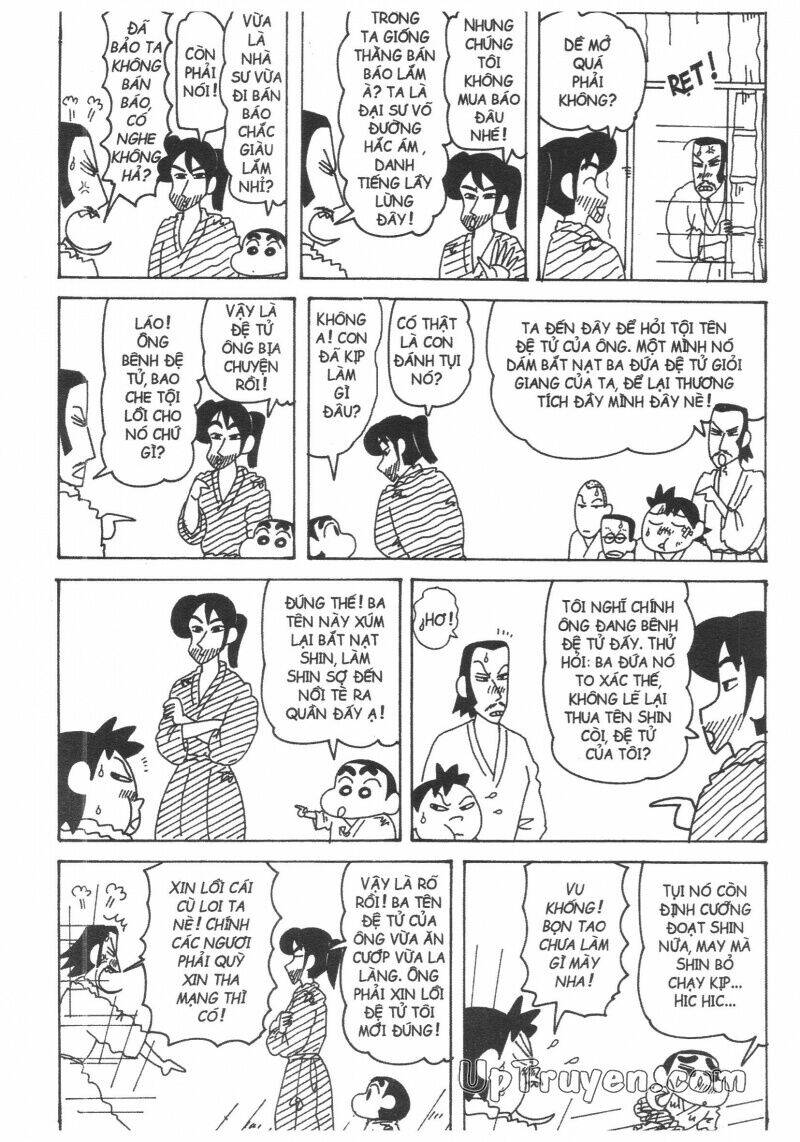 DỄ MỞ
QUÁ
PHẢI
KHÔNG?
RẸT!
NHƯNG
CHÚNG
TÔI
KHÔNG
MUA BÁO
ĐÂU
NHÉ!
TRÔNG
TA GIỐNG
THẰNG BÁN
BÁO LẮM
À? TA LÀ
ĐẠI SƯ VÕ
ĐƯỜNG
HẮC ÁM,
DANH
TIẾNG LẪY
LỪNG
ĐÂY!
VỪA
LÀ
NHÀ
SƯ VỪA
ĐI BÁN
BÁO
CHẮC
GIÀU
LẮM
NHỈ?
CÒN
PHẢI
NÓI!
ĐÃ
BẢO TA
KHÔNG
BÁN
BÁO,
CÓ
NGHE
KHÔNG
HẢ?
TA ĐẾN ĐÂY ĐỂ HỎI TỘI TÊN
ĐỆ TỬ CỦA ÔNG. MỘT MÌNH NÓ
DÁM BẮT NẠT BA ĐỨA ĐỆ TỬ GIỎI
GIANG CỦA TA, ĐỂ LẠI THƯƠNG
TÍCH ĐẦY MÌNH ĐÂY NÈ!
CÓ THẬT
LÀ CON
ĐÁNH TỤI
NÓ?
KHÔNG
Ạ! CON
ĐÃ KỊP
LÀM
GÌ
ĐÂU?
VẬY LÀ
ĐỆ TỬ
ÔNG BỊA
CHUYỆN
RỒI!
LÁO!
ÔNG
BÊNH ĐỆ
TỬ, BAO
CHE TỘI
LỖI CHO
NÓ CHỨ
GÌ?
TÔI NGHĨ CHÍNH
ÔNG ĐANG BÊNH
ĐỆ TỬ ĐẤY. THỬ
HỎI: BA ĐỨA NÓ
TO XÁC THẾ,
KHÔNG LẼ LẠI
THUA TÊN SHIN
CÒI, ĐỆ TỬ
CỦA TÔI?
HƠ!
ĐÚNG THẾ! BA
TÊN NÀY XÚM
LẠI BẮT NẠT
SHIN, LÀM
SHIN SỢ ĐẾN
NỖI TÈ RA
QUẦN ĐẤY Ạ!
TỤI NÓ CÒN
ĐỊNH CƯỠNG
ĐOẠT SHIN
NỮA, MAY MÀ
SHIN BỎ
CHẠY KỊP...
HIC HIC...
VU
KHỐNG!
BỌN TAO
CHƯA LÀM
GÌ MÀY
NHA!
VẬY LÀ RÕ
RỒI! BA TÊN
ĐỆ TỬ CỦA
ÔNG VỪA ĂN
CƯỚP VỪA LA
LÀNG. ÔNG
PHẢI XIN LỖI
ĐỆ TỬ TÔI
MỚI ĐÚNG!
XIN LỖI CÁI
CÙ LOI TA
NÈ! CHÍNH
CÁC NGƯƠI
PHẢI QUỲ
XIN THA
MẠNG THÌ
CÓ!
UpTruyen.com